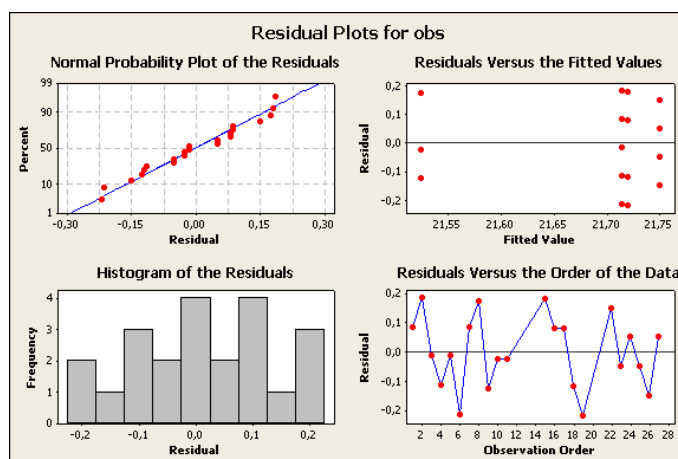 Residual Plots for obs
Normal Probability Plot of the Residuals
99
90
50
10
1
Percent
-0,30 -0,15 0,00 0,15 0,30
Residual
Residuals Versus the Fitted Values
0,2
0,1
0,0
-0,1
-0,2
Residual
21,55 21,60 21,65 21,70 21,75
Fitted Value
Histogram of the Residuals
4
3
2
1
0
Frequency
-0,2 -0,1 0,0 0,1 0,2
Residual
Residuals Versus the Order of the Data
0,2
0,1
0,0
-0,1
-0,2
Residual
2 4 6 8 10 12 14 16 18 20 22 24 26 28
Observation Order